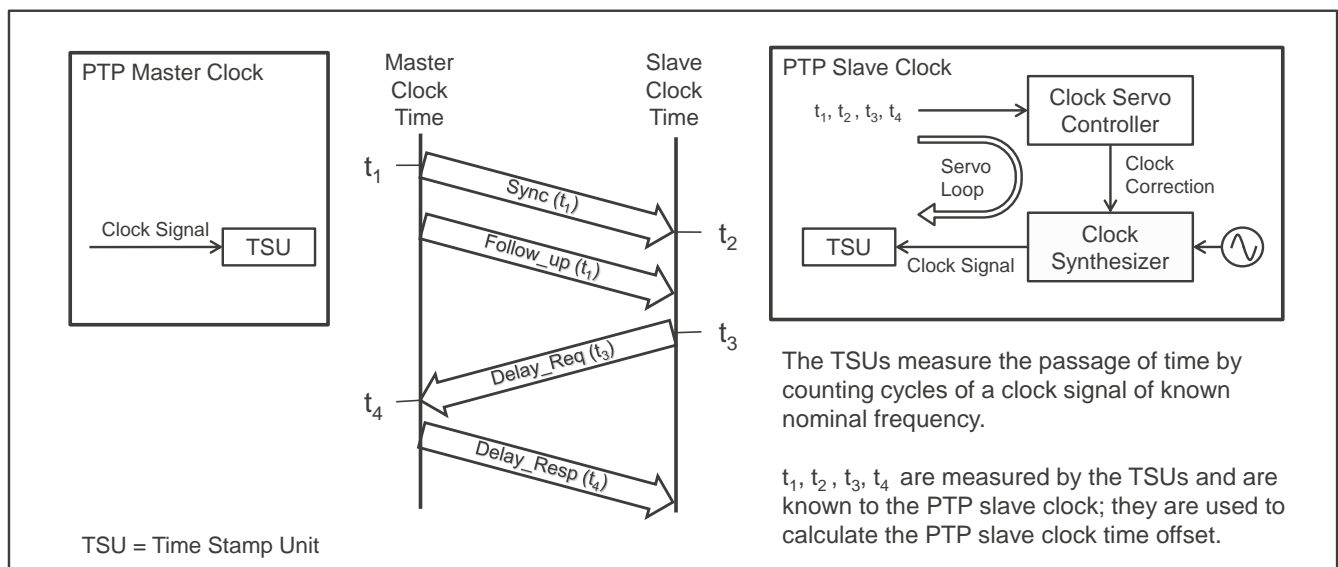 PTP Master Clock
Clock Signal
TSU
TSU = Time Stamp Unit
Master
Clock
Time
Slave
Clock
Time
t₁
Sync (t₁)
t₂
Follow_up (t₁)
t₃
Delay_Req (t₃)
t₄
Delay_Resp (t₄)
PTP Slave Clock
t₁, t₂ , t₃, t₄
Clock Servo
Controller
Servo
Loop
Clock
Correction
TSU
Clock Signal
Clock
Synthesizer
The TSUs measure the passage of time by
counting cycles of a clock signal of known
nominal frequency.
t₁, t₂ , t₃, t₄ are measured by the TSUs and are
known to the PTP slave clock; they are used to
calculate the PTP slave clock time offset.